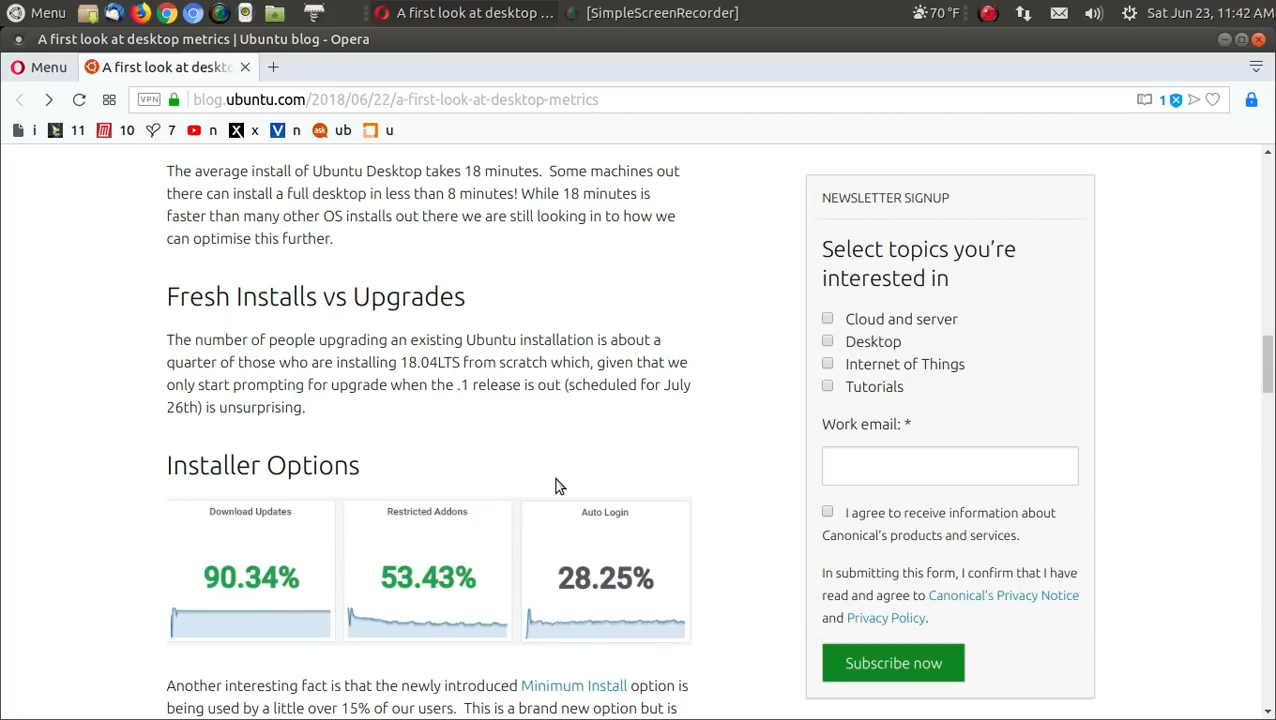 Menu
A first look at desktop ...
[SimpleScreenRecorder]
70 °F
Sat Jun 23, 11:42 AM
A first look at desktop metrics | Ubuntu blog - Opera
Menu
A first look at deskto
VPN
blog.ubuntu.com/2018/06/22/a-first-look-at-desktop-metrics
1
i 11 10 7 n x n ub u
The average install of Ubuntu Desktop takes 18 minutes. Some machines out
there can install a full desktop in less than 8 minutes! While 18 minutes is
faster than many other OS installs out there we are still looking in to how we
can optimise this further.
Fresh Installs vs Upgrades
The number of people upgrading an existing Ubuntu installation is about a
quarter of those who are installing 18.04LTS from scratch which, given that we
only start prompting for upgrade when the .1 release is out (scheduled for July
26th) is unsurprising.
Installer Options
Download Updates
90.34%
Restricted Addons
53.43%
Auto Login
28.25%
Another interesting fact is that the newly introduced Minimum Install option is
being used by a little over 15% of our users. This is a brand new option but is
NEWSLETTER SIGNUP
Select topics you’re
interested in
Cloud and server
Desktop
Internet of Things
Tutorials
Work email: *
I agree to receive information about
Canonical’s products and services.
In submitting this form, I confirm that I have
read and agree to Canonical’s Privacy Notice
and Privacy Policy.
Subscribe now